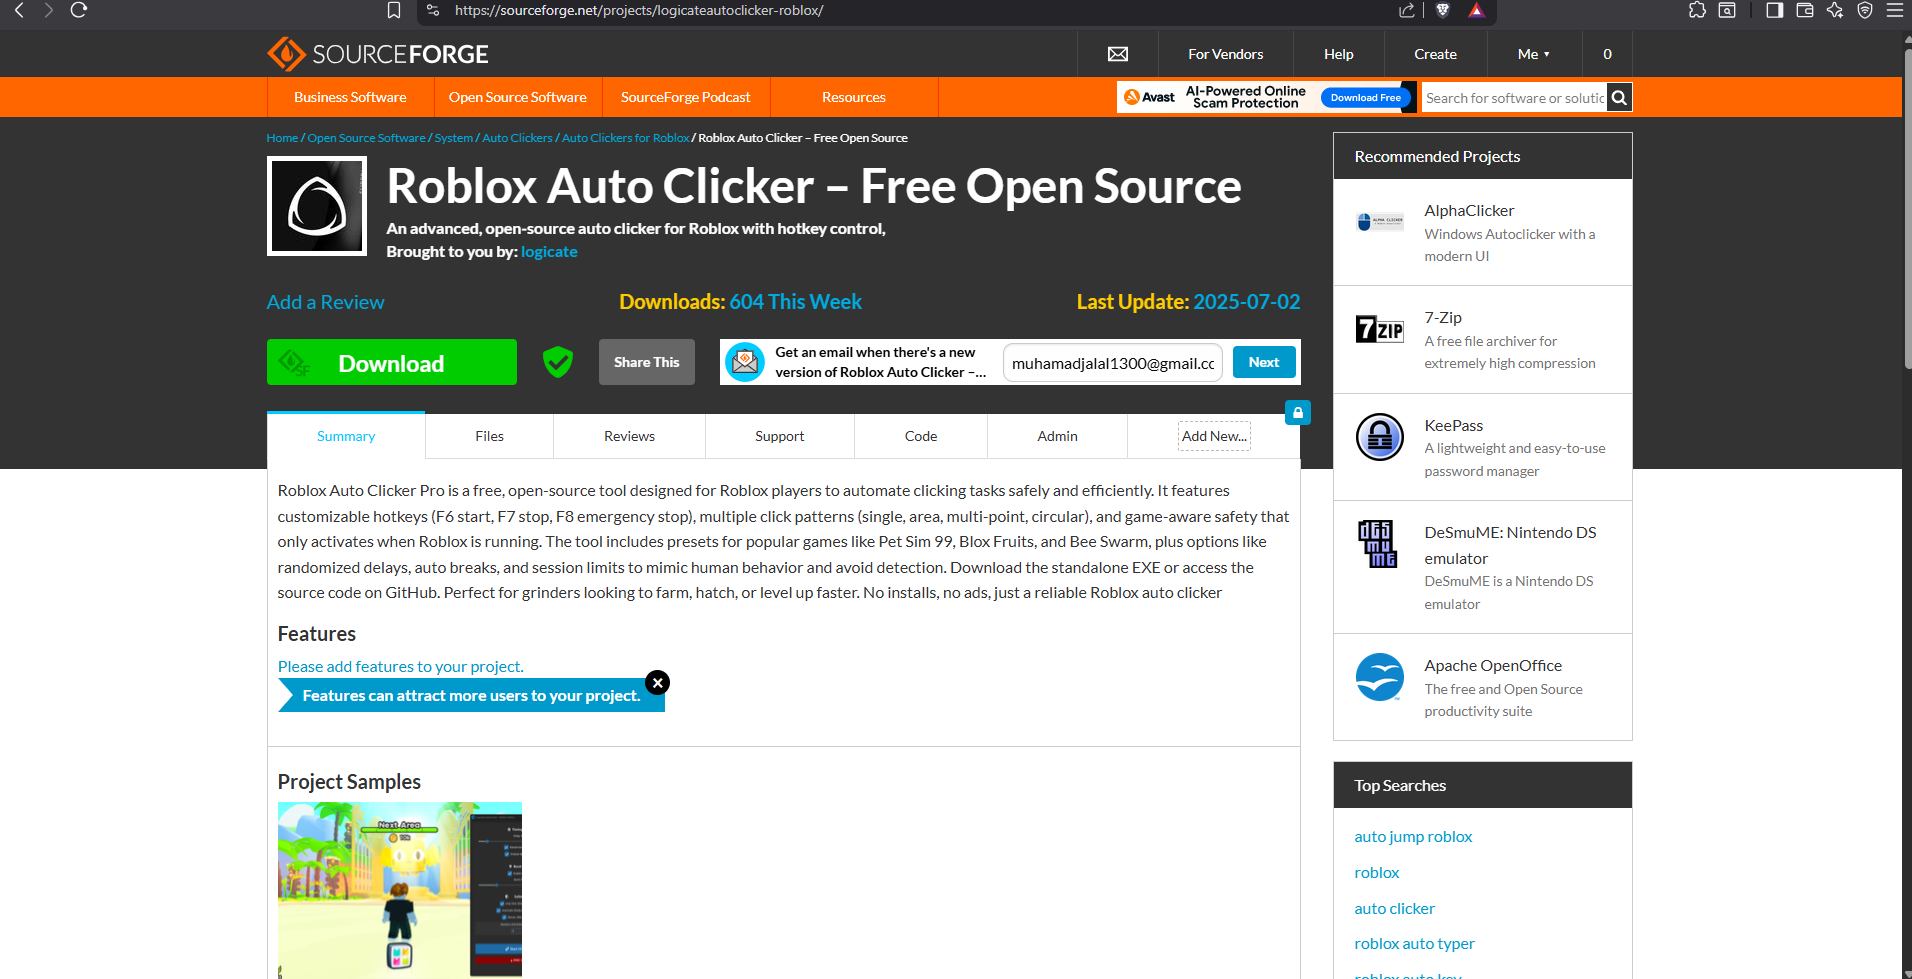 https://sourceforge.net/projects/logicateautoclicker-roblox/
SOURCEFORGE
For Vendors
Help
Create
Me
0
Business Software
Open Source Software
SourceForge Podcast
Resources
Avast
AI-Powered Online
Scam Protection
Download Free
Search for software or solutic
Home / Open Source Software / System / Auto Clickers / Auto Clickers for Roblox / Roblox Auto Clicker – Free Open Source
Roblox Auto Clicker – Free Open Source
An advanced, open-source auto clicker for Roblox with hotkey control,
Brought to you by: logicate
Add a Review
Downloads: 604 This Week
Last Update: 2025-07-02
SF
Download
Share This
Get an email when there's a new
version of Roblox Auto Clicker –...
muhamadjalal1300@gmail.cc
Next
Summary
Files
Reviews
Support
Code
Admin
Add New...
Roblox Auto Clicker Pro is a free, open-source tool designed for Roblox players to automate clicking tasks safely and efficiently. It features
customizable hotkeys (F6 start, F7 stop, F8 emergency stop), multiple click patterns (single, area, multi-point, circular), and game-aware safety that
only activates when Roblox is running. The tool includes presets for popular games like Pet Sim 99, Blox Fruits, and Bee Swarm, plus options like
randomized delays, auto breaks, and session limits to mimic human behavior and avoid detection. Download the standalone EXE or access the
source code on GitHub. Perfect for grinders looking to farm, hatch, or level up faster. No installs, no ads, just a reliable Roblox auto clicker
Features
Please add features to your project.
Features can attract more users to your project.
Project Samples
Next Area
Recommended Projects
ALPHA CLICKER
AlphaClicker
Windows Autoclicker with a
modern UI
7ZIP
7-Zip
A free file archiver for
extremely high compression
KeePass
A lightweight and easy-to-use
password manager
DeSmuME
DeSmuME: Nintendo DS
emulator
DeSmuME is a Nintendo DS
emulator
Apache OpenOffice
The free and Open Source
productivity suite
Top Searches
auto jump roblox
roblox
auto clicker
roblox auto typer
roblox auto key